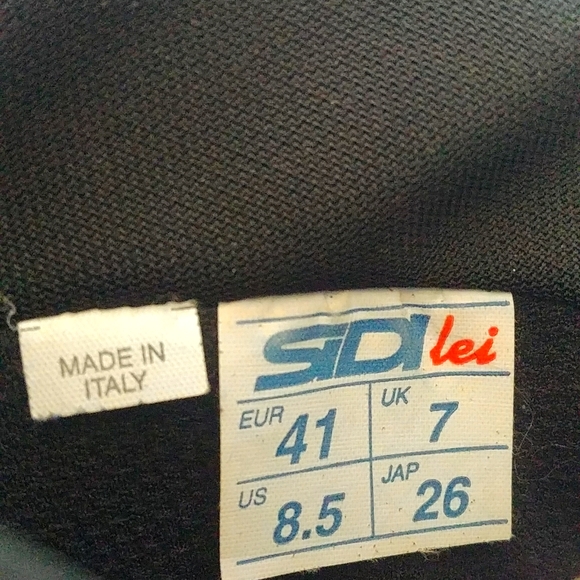 MADE IN
ITALY
SIDI lei
EUR 41 UK 7
US 8.5 JAP 26